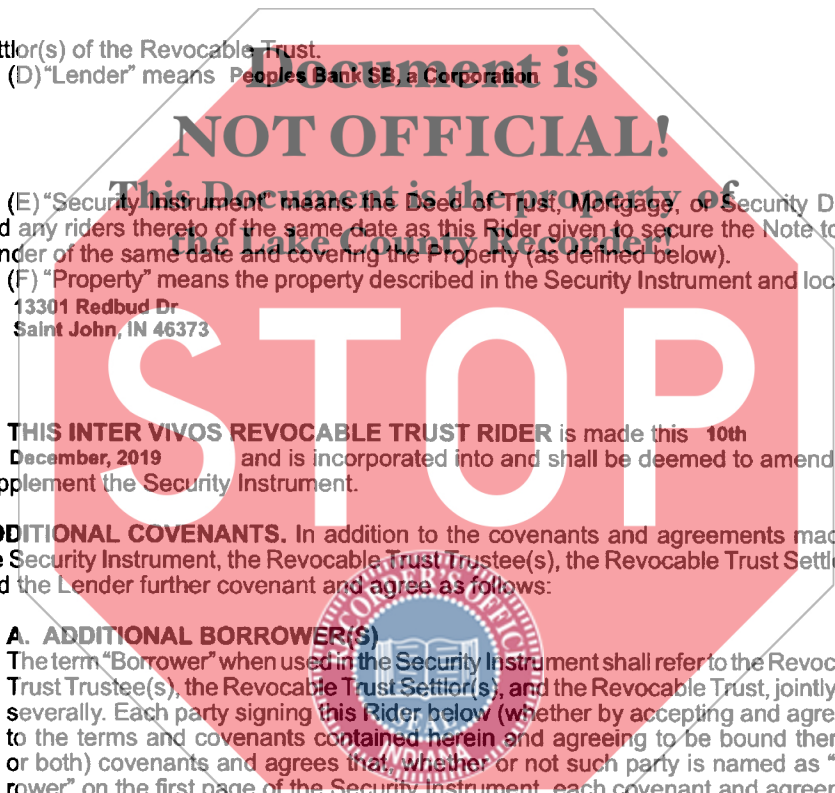 ttlor(s) of the Revocable Trust.
Document is
(D) “Lender” means Peoples Bank SB, a Corporation
NOT OFFICIAL!
This Document is the property of
(E) “Security Instrument” means the Deed of Trust, Mortgage, or Security D
d any riders thereto of the same date as this Rider given to secure the Note to
the Lake County Recorder!
nder of the same date and covering the Property (as defined below).
(F) “Property” means the property described in the Security Instrument and loc
13301 Redbud Dr
Saint John, IN 46373
STOP
THIS INTER VIVOS REVOCABLE TRUST RIDER is made this 10th
December, 2019 and is incorporated into and shall be deemed to amend
pplement the Security Instrument.
DDITIONAL COVENANTS. In addition to the covenants and agreements mad
e Security Instrument, the Revocable Trust Trustee(s), the Revocable Trust Settl
d the Lender further covenant and agree as follows:
RECORDER'S OFFICE
A. ADDITIONAL BORROWER(S)
The term “Borrower” when used in the Security Instrument shall refer to the Revoc
Trust Trustee(s), the Revocable Trust Settlor(s), and the Revocable Trust, jointly
severally. Each party signing this Rider below (whether by accepting and agre
to the terms and covenants contained herein and agreeing to be bound ther
or both) covenants and agrees that, whether or not such party is named as “
rower” on the first page of the Security Instrument, each covenant and agreem